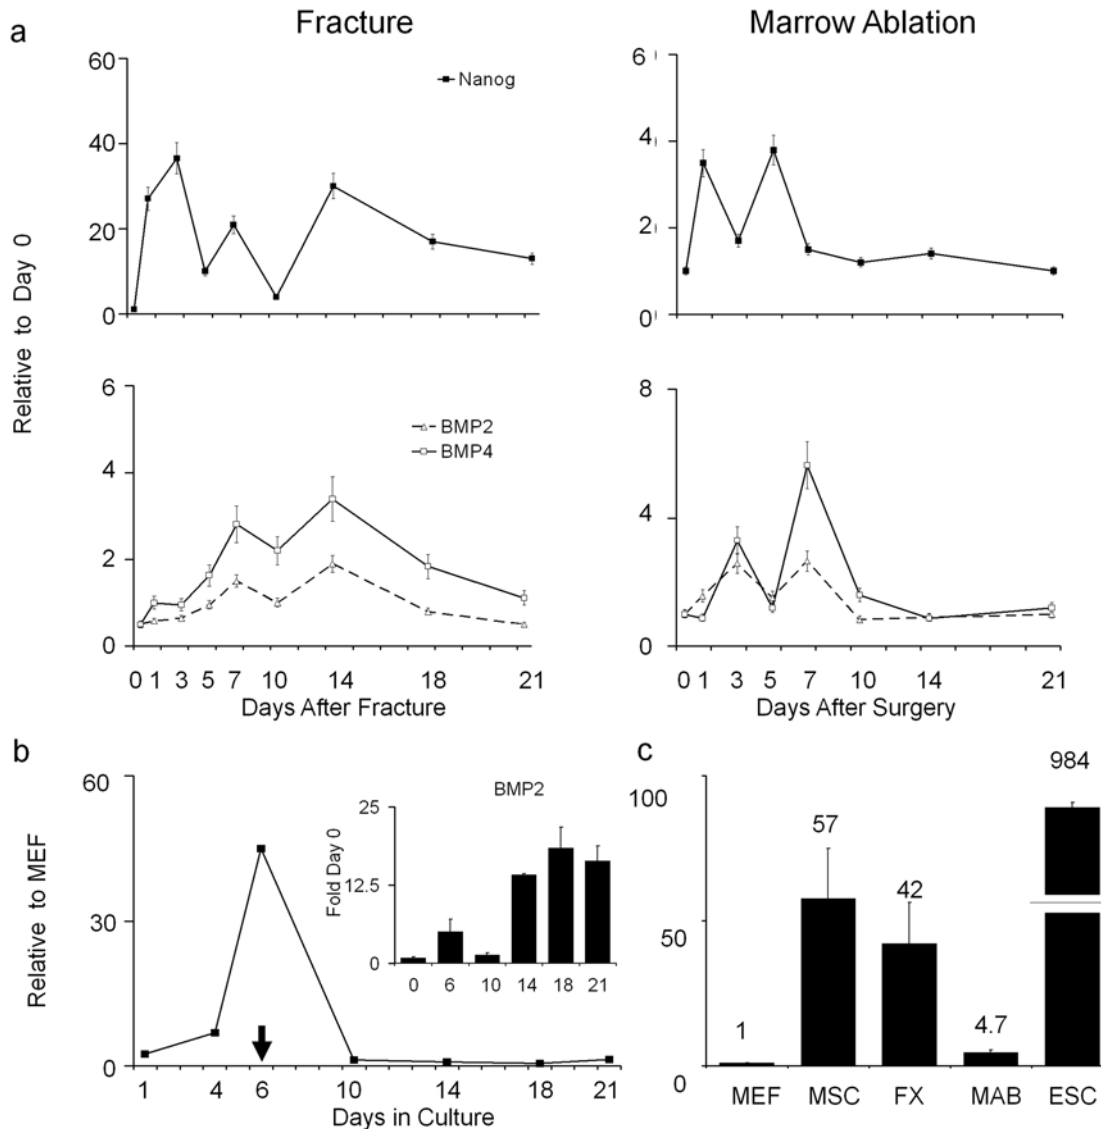 a
Fracture
Marrow Ablation
Relative to Day 0
60
40
20
0
Nanog
6
4
2
0
6
4
2
0
BMP2
BMP4
0 1 3 5 7 10 14 18 21
Days After Fracture
8
4
0
0 1 3 5 7 10 14 21
Days After Surgery
b
Relative to MEF
60
30
0
1 4 6 10 14 18 21
Days in Culture
BMP2
Fold Day 0
25
12.5
0
0 6 10 14 18 21
c
100
50
0
1
57
42
4.7
984
MEF MSC FX MAB ESC